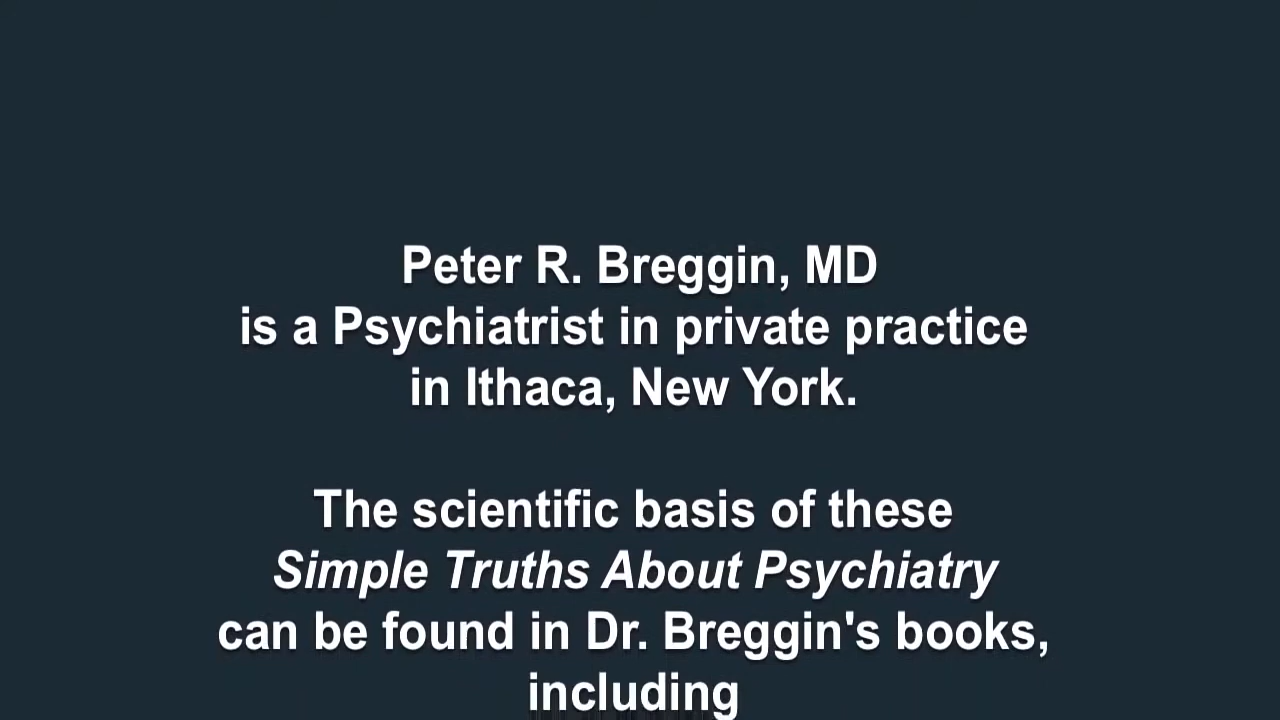 Peter R. Breggin, MD
is a Psychiatrist in private practice
in Ithaca, New York.
The scientific basis of these
Simple Truths About Psychiatry
can be found in Dr. Breggin's books,
including